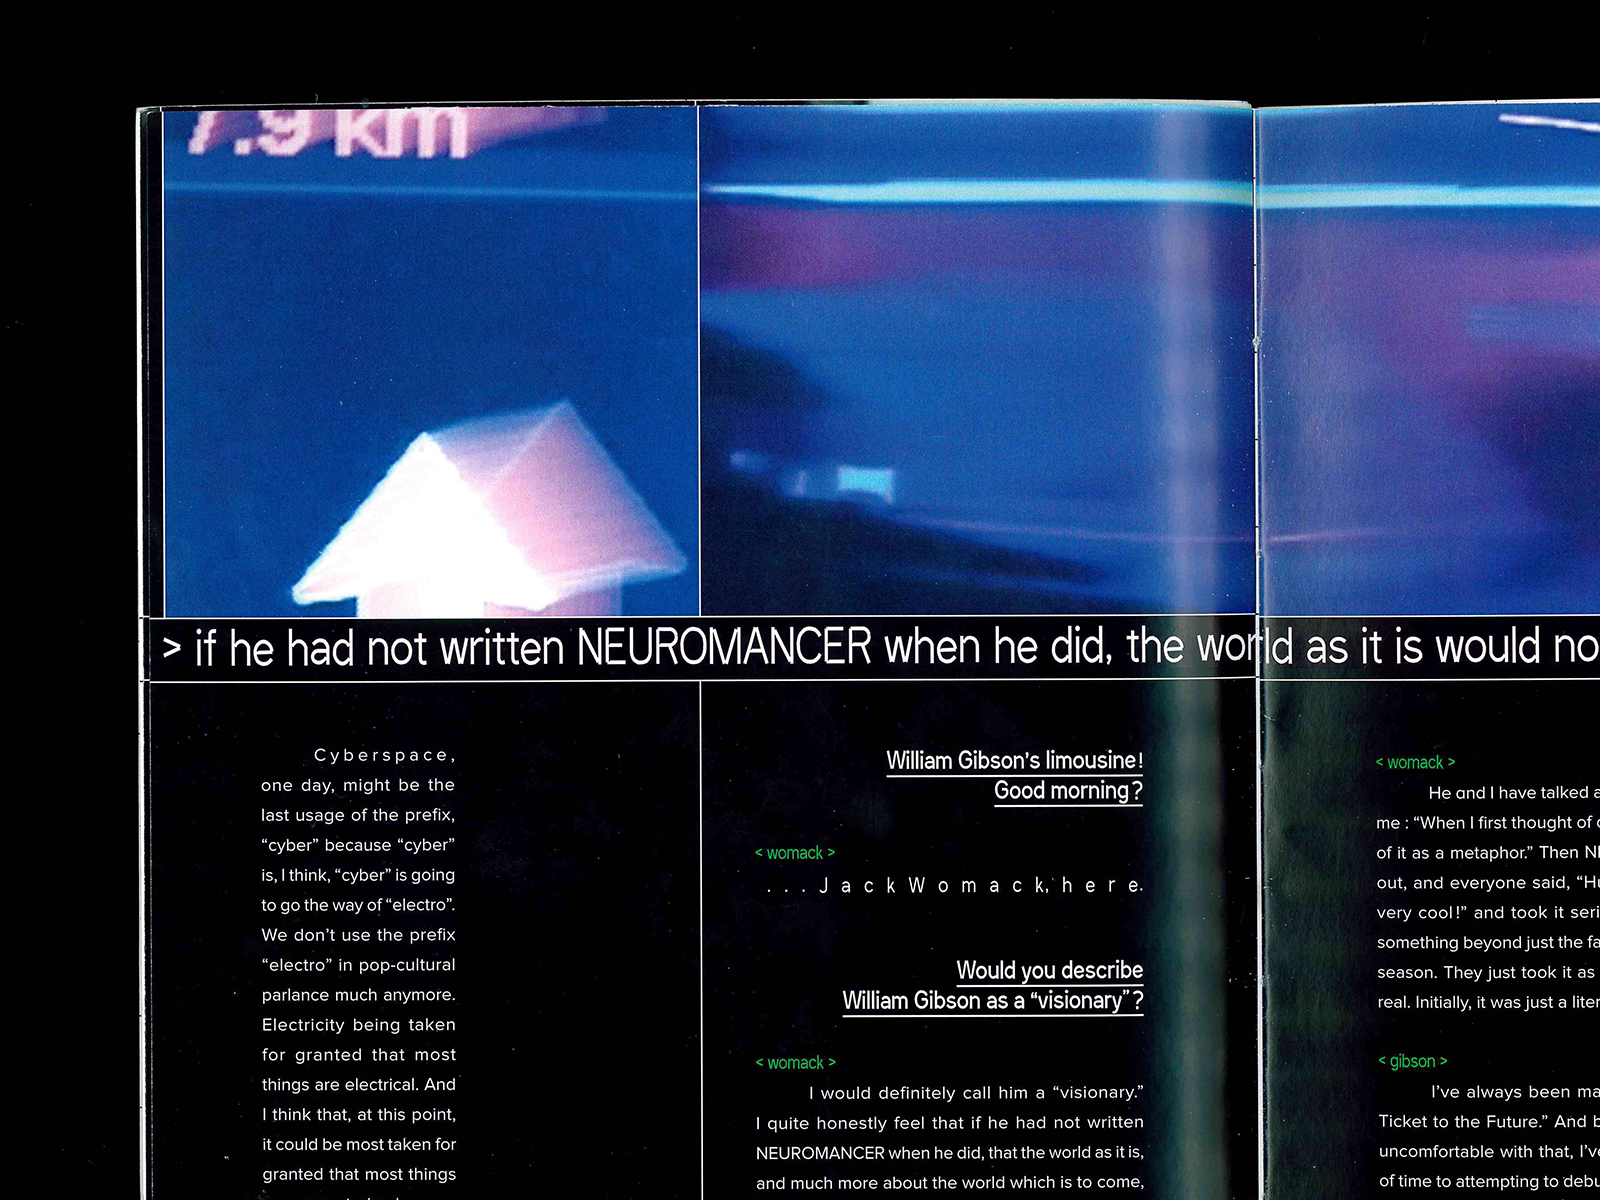 7.9 km
> if he had not written NEUROMANCER when he did, the world as it is would no
Cyberspace,
one day, might be the
last usage of the prefix,
“cyber” because “cyber”
is, I think, “cyber” is going
to go the way of “electro”.
We don’t use the prefix
“electro” in pop-cultural
parlance much anymore.
Electricity being taken
for granted that most
things are electrical. And
I think that, at this point,
it could be most taken for
granted that most things
William Gibson’s limousine!
Good morning?
< womack >
. . . Jack Womack, here.
Would you describe
William Gibson as a “visionary”?
< womack >
I would definitely call him a “visionary.”
I quite honestly feel that if he had not written
NEUROMANCER when he did, that the world as it is,
and much more about the world which is to come,
< womack >
He and I have talked a
me : “When I first thought of
of it as a metaphor.” Then
out, and everyone said,
very cool!” and took it seri
something beyond just the fa
season. They just took it as
real. Initially, it was just a liter
< gibson >
I’ve always been ma
Ticket to the Future.” And b
uncomfortable with that, I’v
of time to attempting to debu